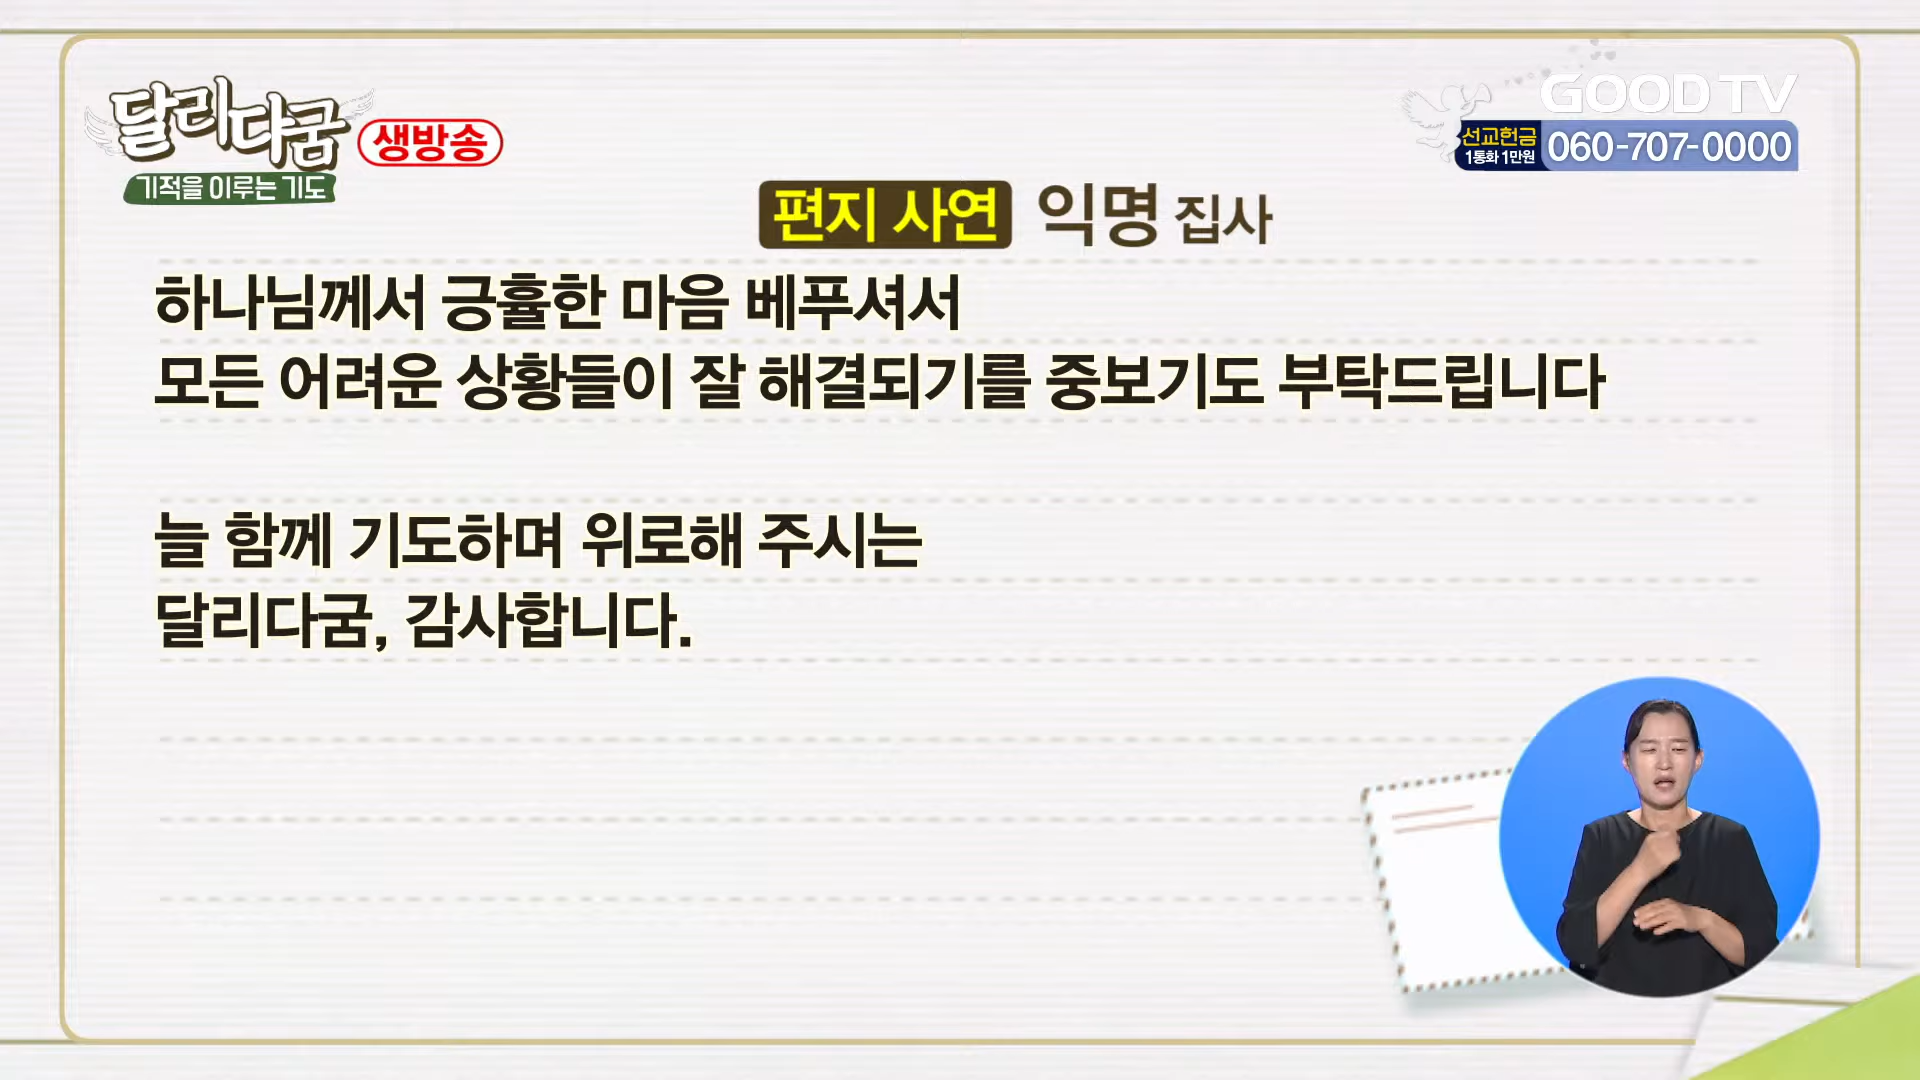 달리다굼
생방송
기적을 이루는 기도
GOODTV
선교헌금
1통화 1만원
060-707-0000
편지 사연 익명 집사
하나님께서 긍휼한 마음 베푸셔서
모든 어려운 상황들이 잘 해결되기를 중보기도 부탁드립니다
늘 함께 기도하며 위로해 주시는
달리다굼, 감사합니다.